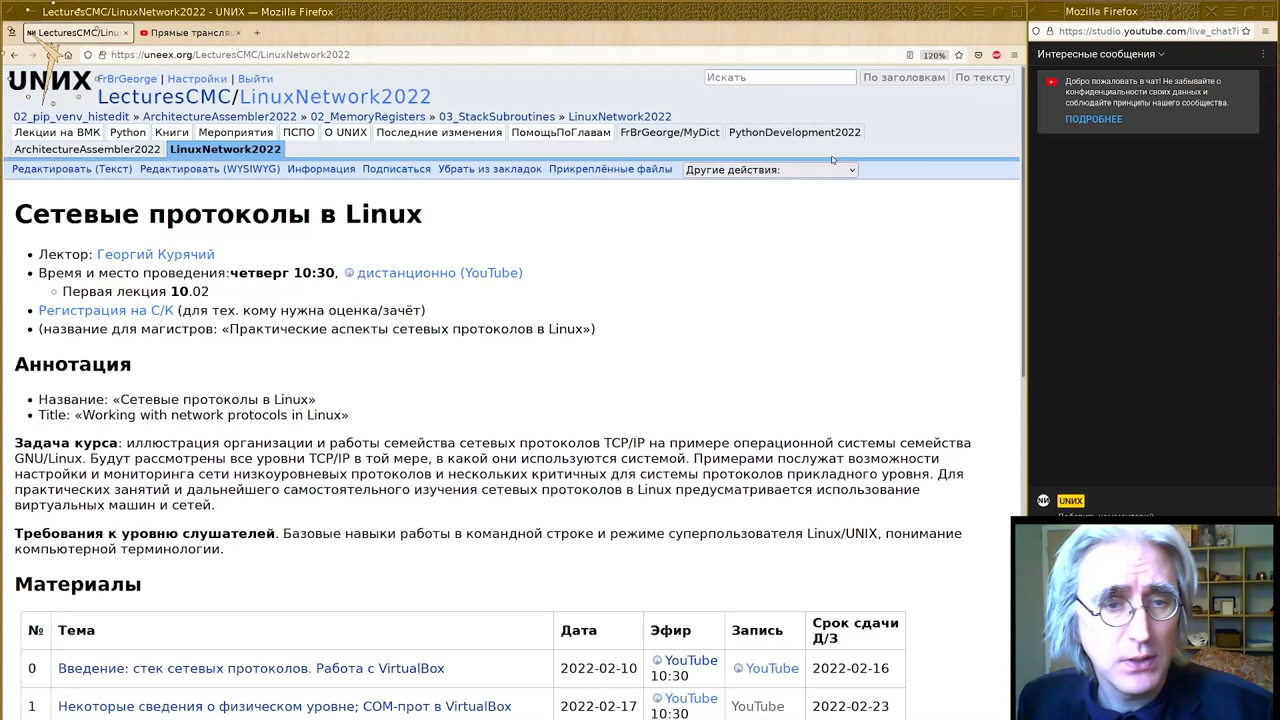 LecturesCMC/LinuxNetwork2022 - UNИX — Mozilla Firefox
Mozilla Firefox
LecturesCMC/Linu
Прямые трансляц
https://studio.youtube.com/live_chat?i
https://uneex.org/LecturesCMC/LinuxNetwork2022
120%
Интересные сообщения
UNИX
FrBrGeorge | Настройки | Выйти
Искать
По заголовкам
По тексту
Добро пожаловать в чат! Не забывайте о
конфиденциальности своих данных и
соблюдайте принципы нашего сообщества.
ПОДРОБНЕЕ
LecturesCMC/LinuxNetwork2022
02_pip_venv_histedit » ArchitectureAssembler2022 » 02_MemoryRegisters » 03_StackSubroutines » LinuxNetwork2022
Лекции на ВМК Python Книги Мероприятия ПСПО О UNИX Последние изменения ПомощьПоГлавам FrBrGeorge/MyDict PythonDevelopment2022
ArchitectureAssembler2022 LinuxNetwork2022
Редактировать (Текст) Редактировать (WYSIWYG) Информация Подписаться Убрать из закладок Прикреплённые файлы Другие действия:
Сетевые протоколы в Linux
Лектор: Георгий Курячий
Время и место проведения:четверг 10:30, дистанционно (YouTube)
Первая лекция 10.02
Регистрация на С/К (для тех. кому нужна оценка/зачёт)
(название для магистров: «Практические аспекты сетевых протоколов в Linux»)
Аннотация
Название: «Сетевые протоколы в Linux»
Title: «Working with network protocols in Linux»
Задача курса: иллюстрация организации и работы семейства сетевых протоколов TCP/IP на примере операционной системы семейства
GNU/Linux. Будут рассмотрены все уровни TCP/IP в той мере, в какой они используются системой. Примерами послужат возможности
настройки и мониторинга сети низкоуровневых протоколов и нескольких критичных для системы протоколов прикладного уровня. Для
практических занятий и дальнейшего самостоятельного изучения сетевых протоколов в Linux предусматривается использование
виртуальных машин и сетей.
Требования к уровню слушателей. Базовые навыки работы в командной строке и режиме суперпользователя Linux/UNIX, понимание
компьютерной терминологии.
UNИX
Материалы
№ Тема Дата Эфир Запись Срок сдачи
Д/З
0 Введение: стек сетевых протоколов. Работа с VirtualBox 2022-02-10 YouTube
10:30 YouTube 2022-02-16
1 Некоторые сведения о физическом уровне; COM-прот в VirtualBox 2022-02-17 YouTube
10:30 YouTube 2022-02-23